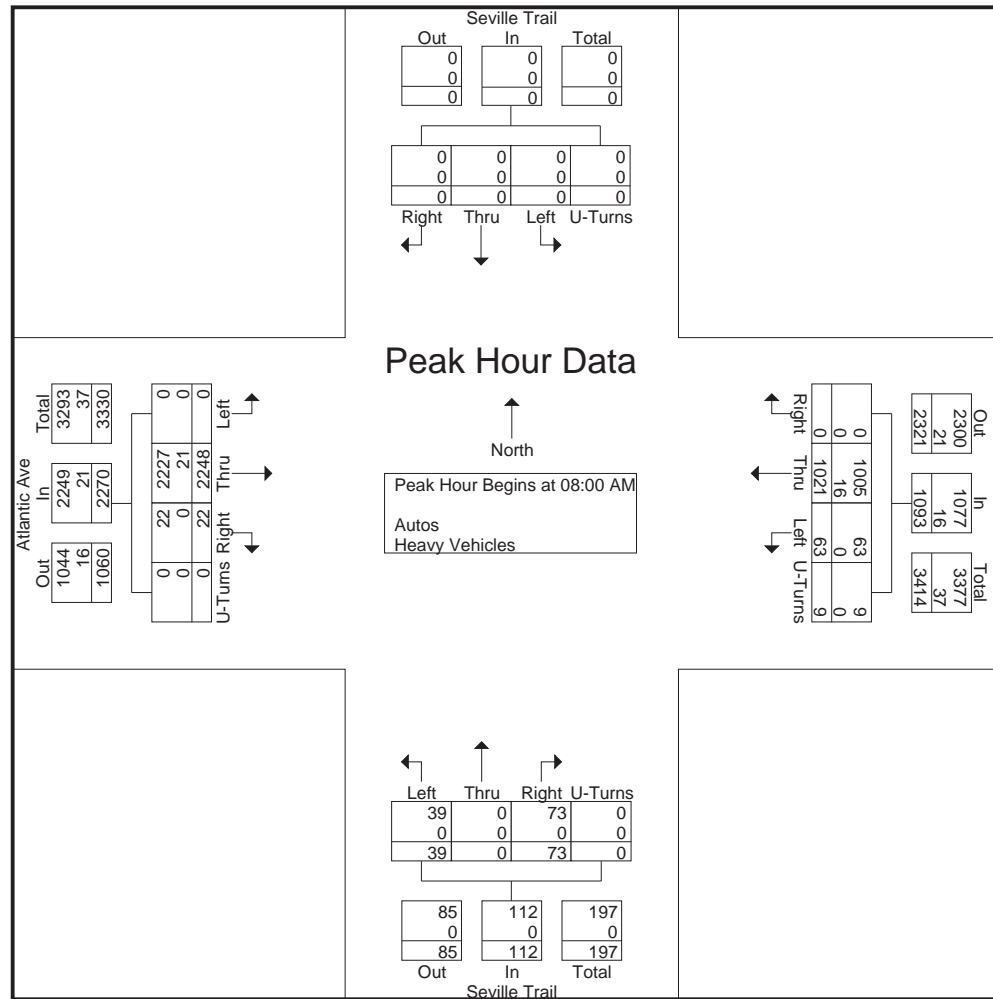 Seville Trail
Out In Total
0 0 0
0 0 0
0 0 0
0 0 0 0
0 0 0 0
0 0 0 0
Right Thru Left U-Turns
Peak Hour Data
North
Peak Hour Begins at 08:00 AM
Autos
Heavy Vehicles
Atlantic Ave
Out In Total
1044 2249 3293
16 21 37
1060 2270 3330
0 22 2227 0
0 0 21 0
0 22 2248 0
U-Turns Right Thru Left
Out In Total
2300 1077 3377
21 16 37
2321 1093 3414
0 1005 63 9
0 16 0 0
0 1021 63 9
Right Thru Left U-Turns
Left Thru Right U-Turns
39 0 73 0
0 0 0 0
39 0 73 0
85 112 197
0 0 0
85 112 197
Out In Total
Seville Trail